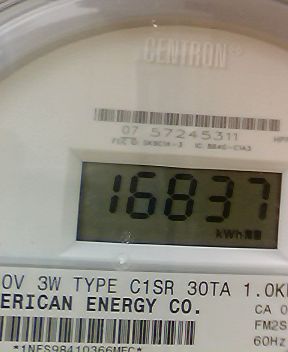 CENTRON®
07 57245311
16837
kWh
0V 3W TYPE C1SR 30TA 1.0K
ERICAN ENERGY CO.
CA 0
FM2S
60Hz
*1NFS98410366MFC*